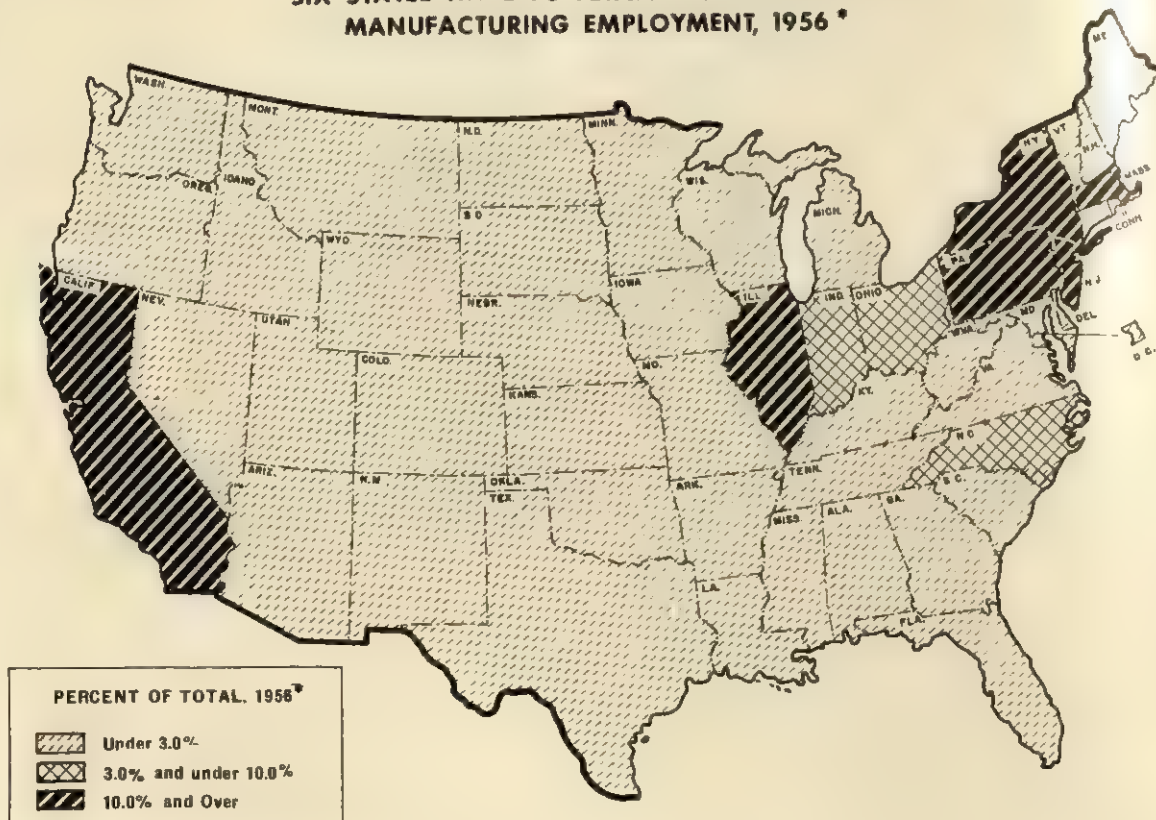 MANUFACTURING EMPLOYMENT, 1956 *
WASH.
MONT.
N.D.
MINN.
ME.
OREG.
IDAHO
WIS.
MICH.
N.Y.
VT.
N.H.
MASS.
CONN.
S.D.
WYO.
IOWA
PA.
N.J.
CALIF.
NEV.
UTAH
NEBR.
ILL.
IND.
OHIO
W.VA.
MD.
DEL.
D.C.
COLO.
KANS.
MO.
KY.
VA.
N.C.
ARIZ.
N.M.
OKLA.
TEX.
ARK.
TENN.
S.C.
MISS.
ALA.
GA.
LA.
FLA.
PERCENT OF TOTAL, 1956*
Under 3.0%
3.0% and under 10.0%
10.0% and Over